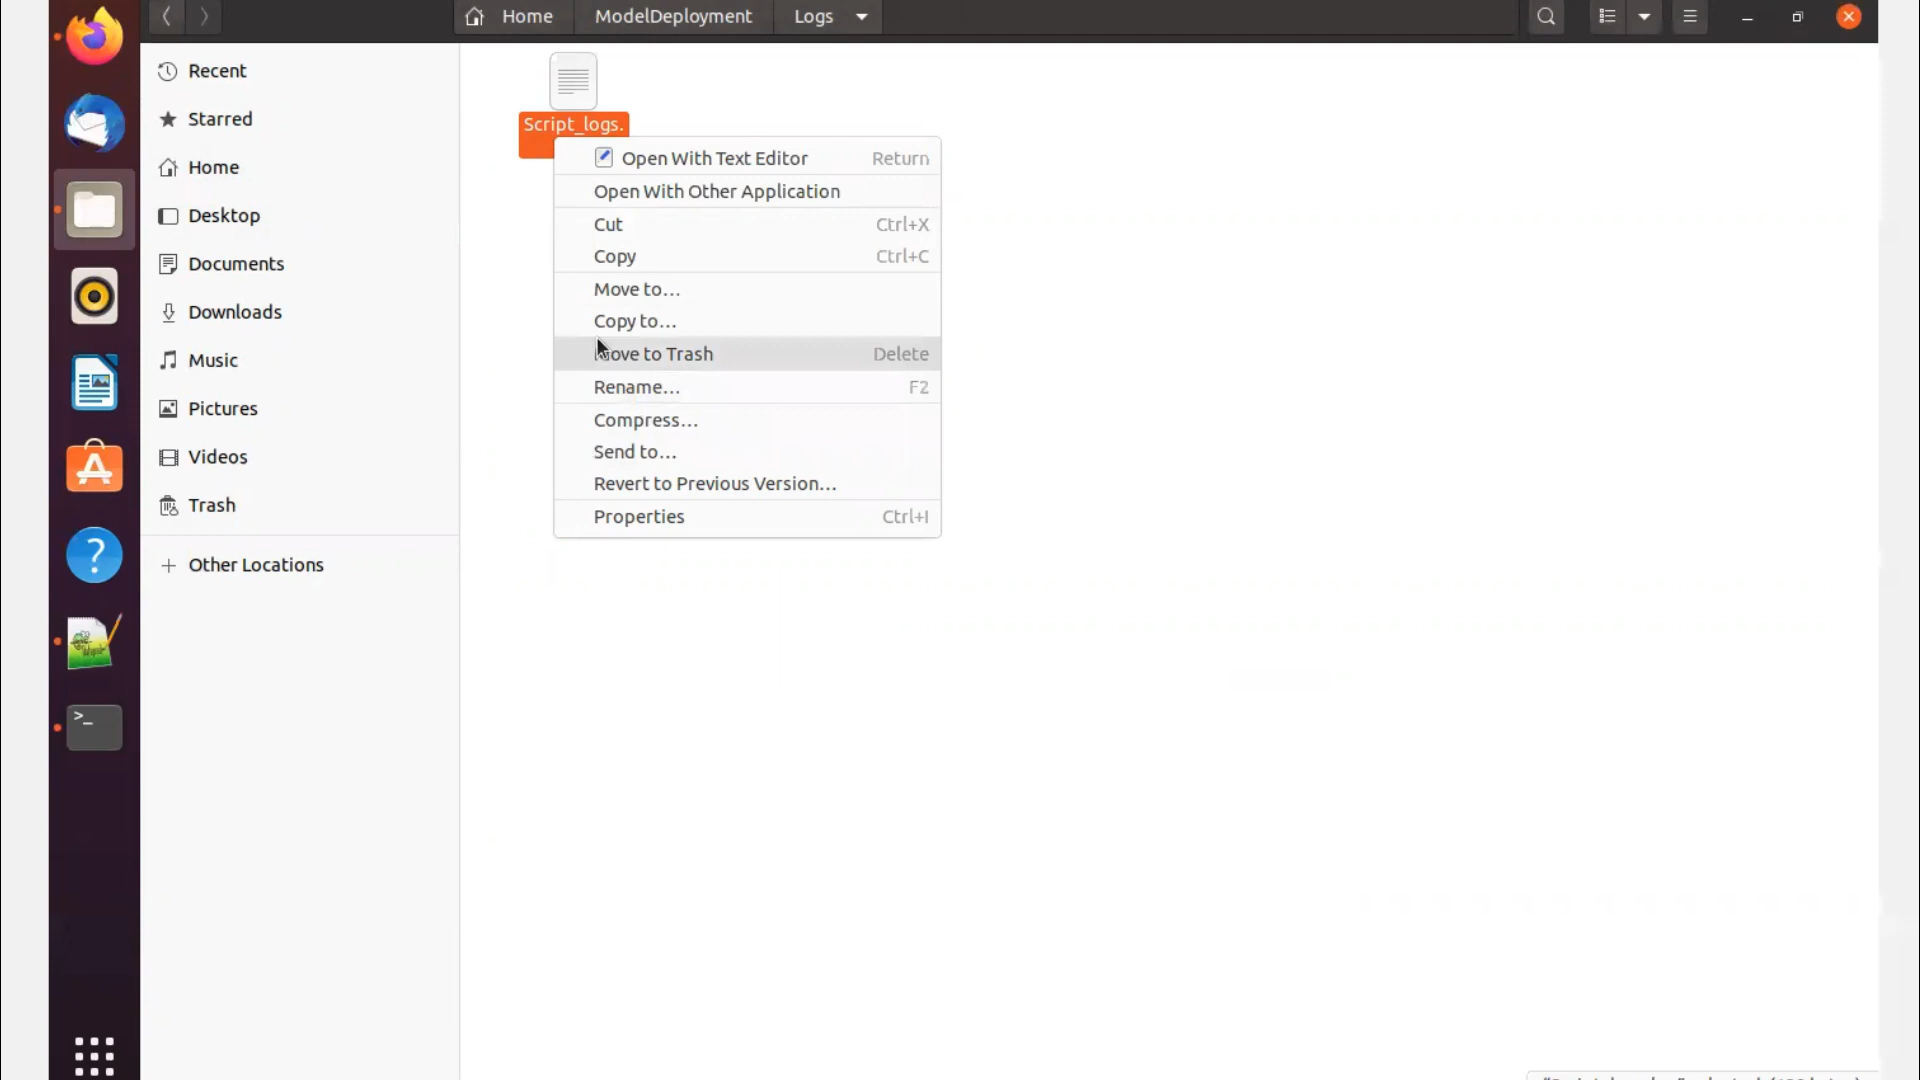 Home
ModelDeployment
Logs
Recent
Starred
Home
Desktop
Documents
Downloads
Music
Pictures
Videos
Trash
Other Locations
Script_logs.
Open With Text Editor Return
Open With Other Application
Cut Ctrl+X
Copy Ctrl+C
Move to...
Copy to...
ove to Trash Delete
Rename... F2
Compress...
Send to...
Revert to Previous Version...
Properties Ctrl+I